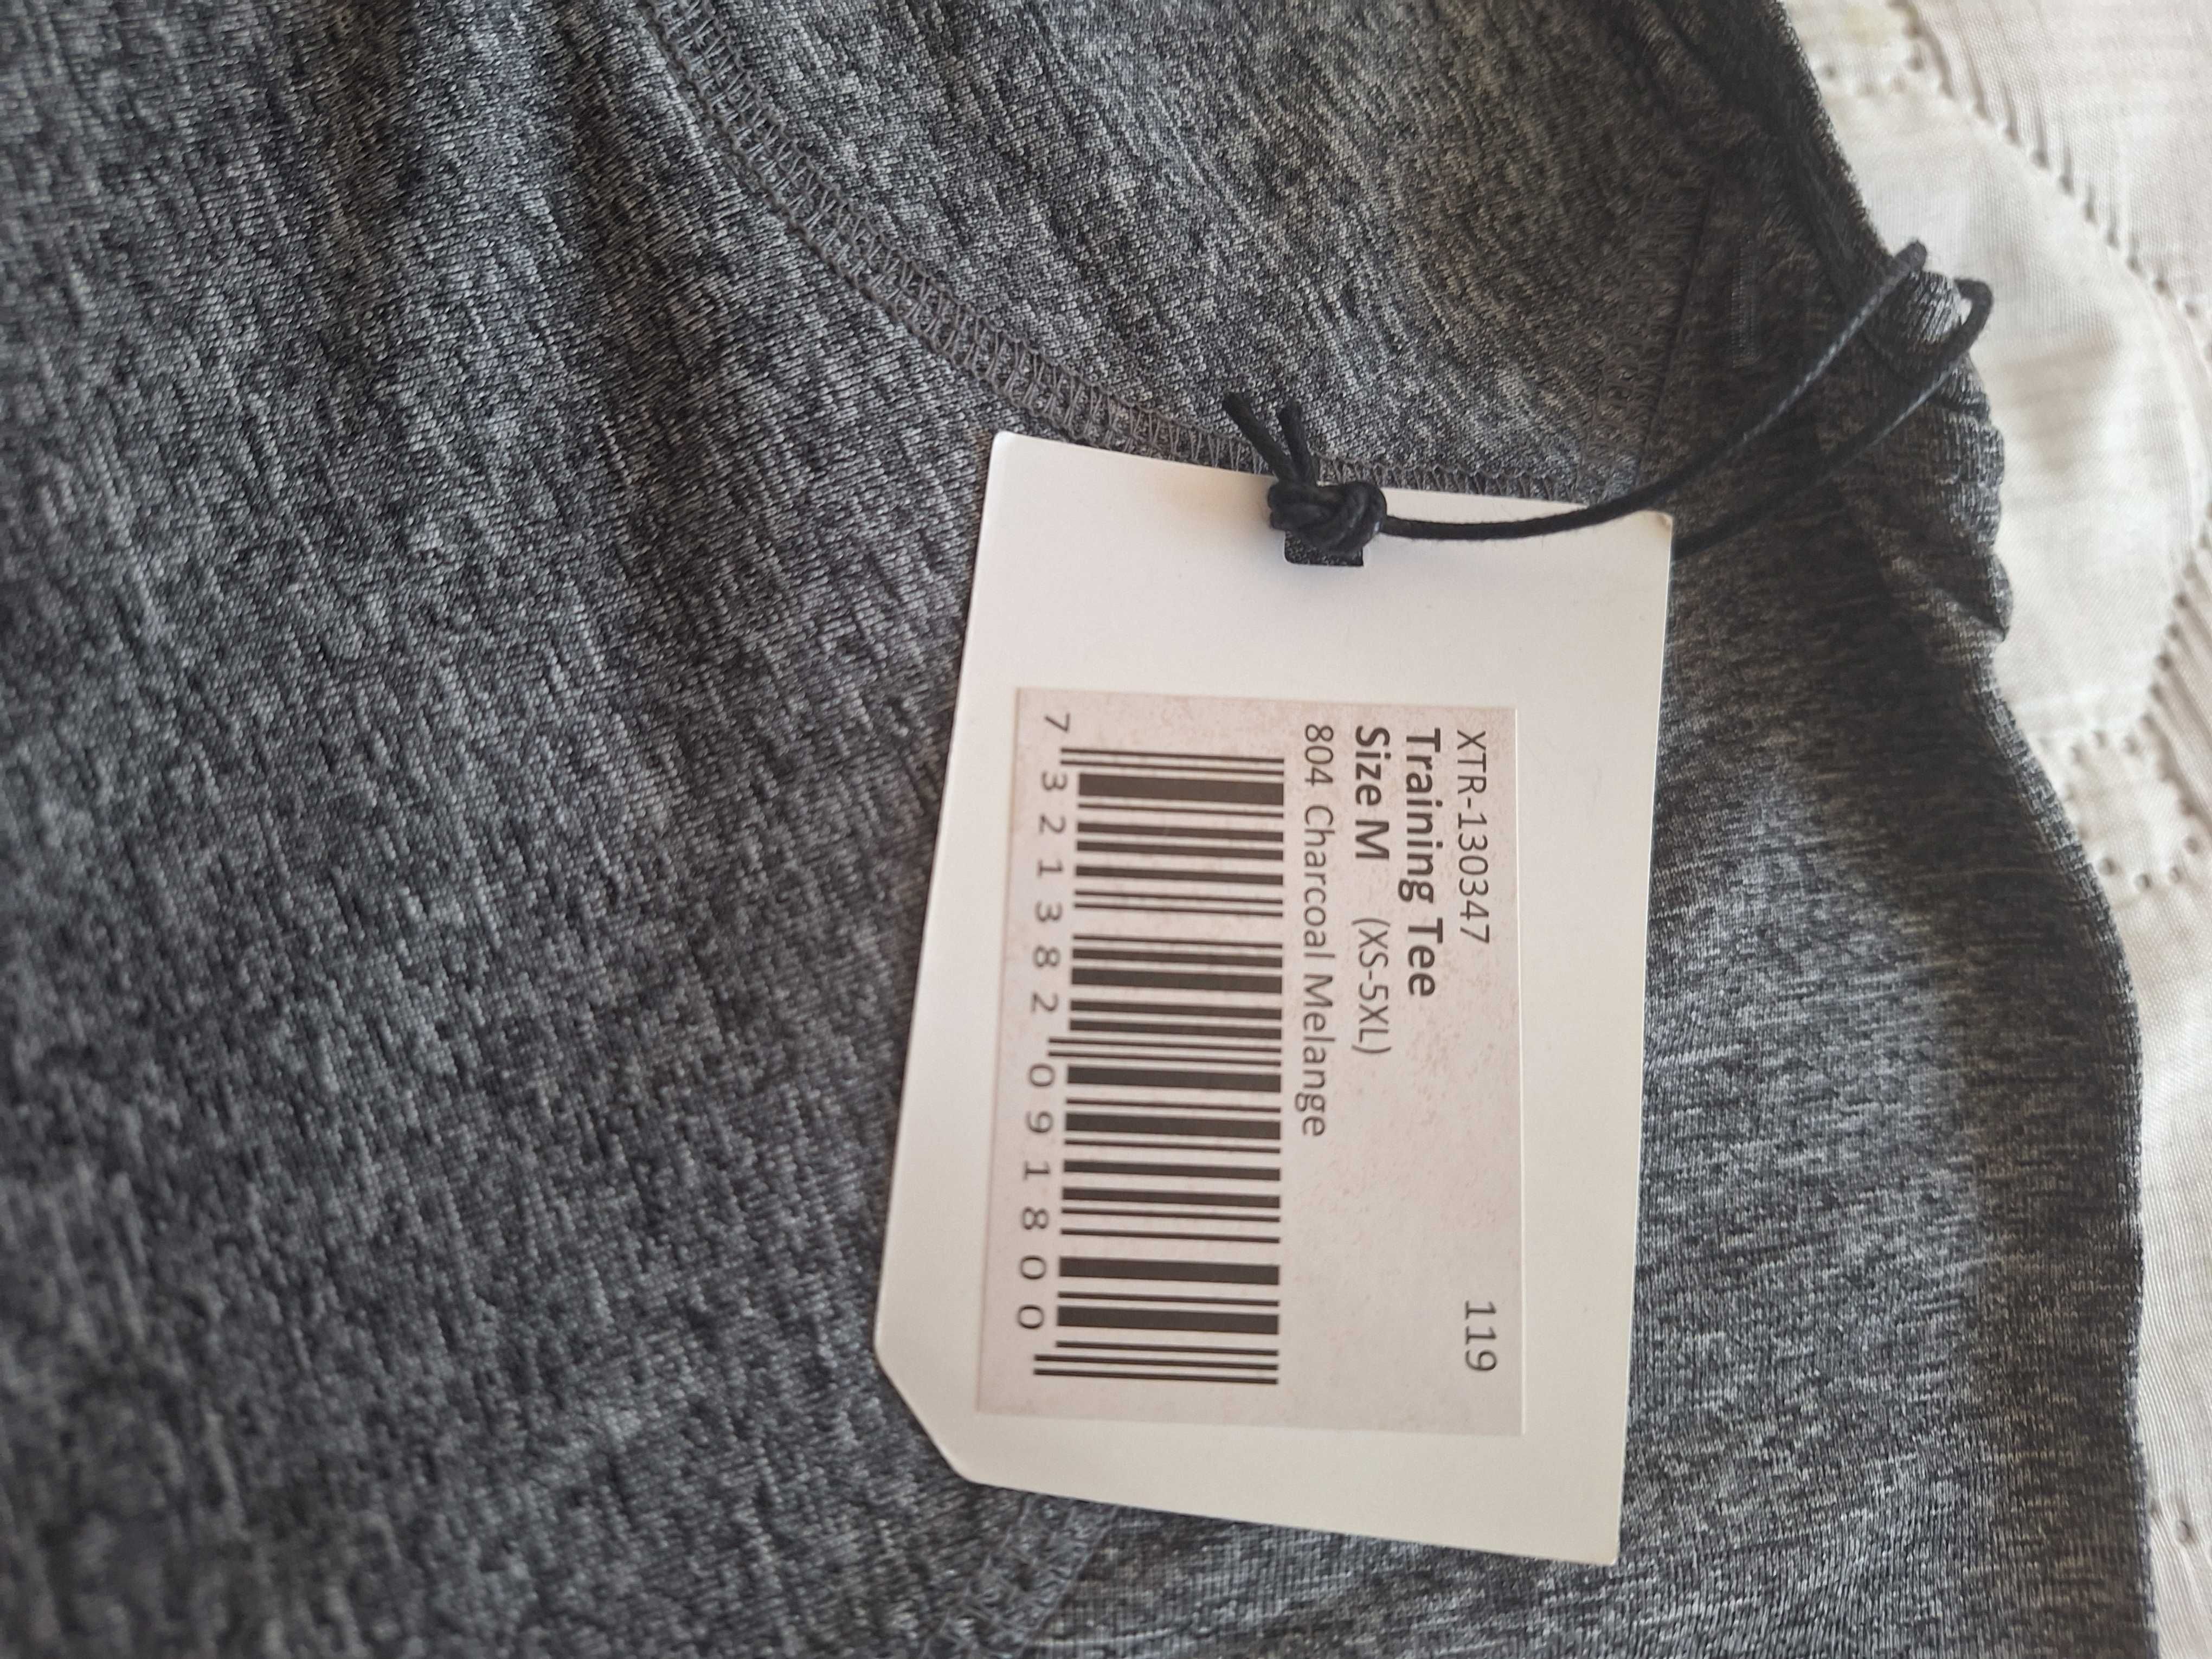 XTR-130347 119
Training Tee
Size M (XS-5XL)
804 Charcoal Melange
7 321382 091800